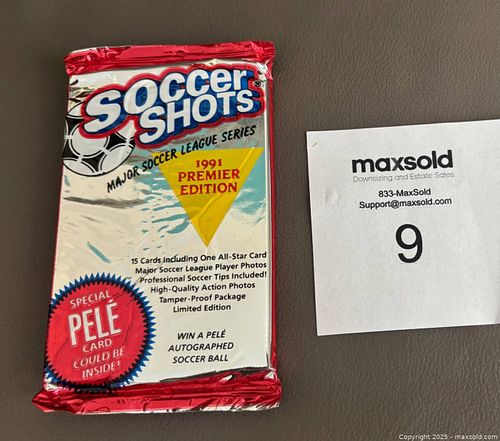 SOCCER
SHOTS
MAJOR SOCCER LEAGUE SERIES
1991
PREMIER
EDITION
15 Cards Including One All-Star Card
Major Soccer League Player Photos
Professional Soccer Tips Included!
High-Quality Action Photos
Tamper-Proof Package
Limited Edition
SPECIAL
PELÉ
CARD
COULD BE
INSIDE!
WIN A PELÉ
AUTOGRAPHED
SOCCER BALL
maxsold
Downsizing and Estate Sales
833-MaxSold
Support@maxsold.com
9
Copyright 2025 - maxsold.com